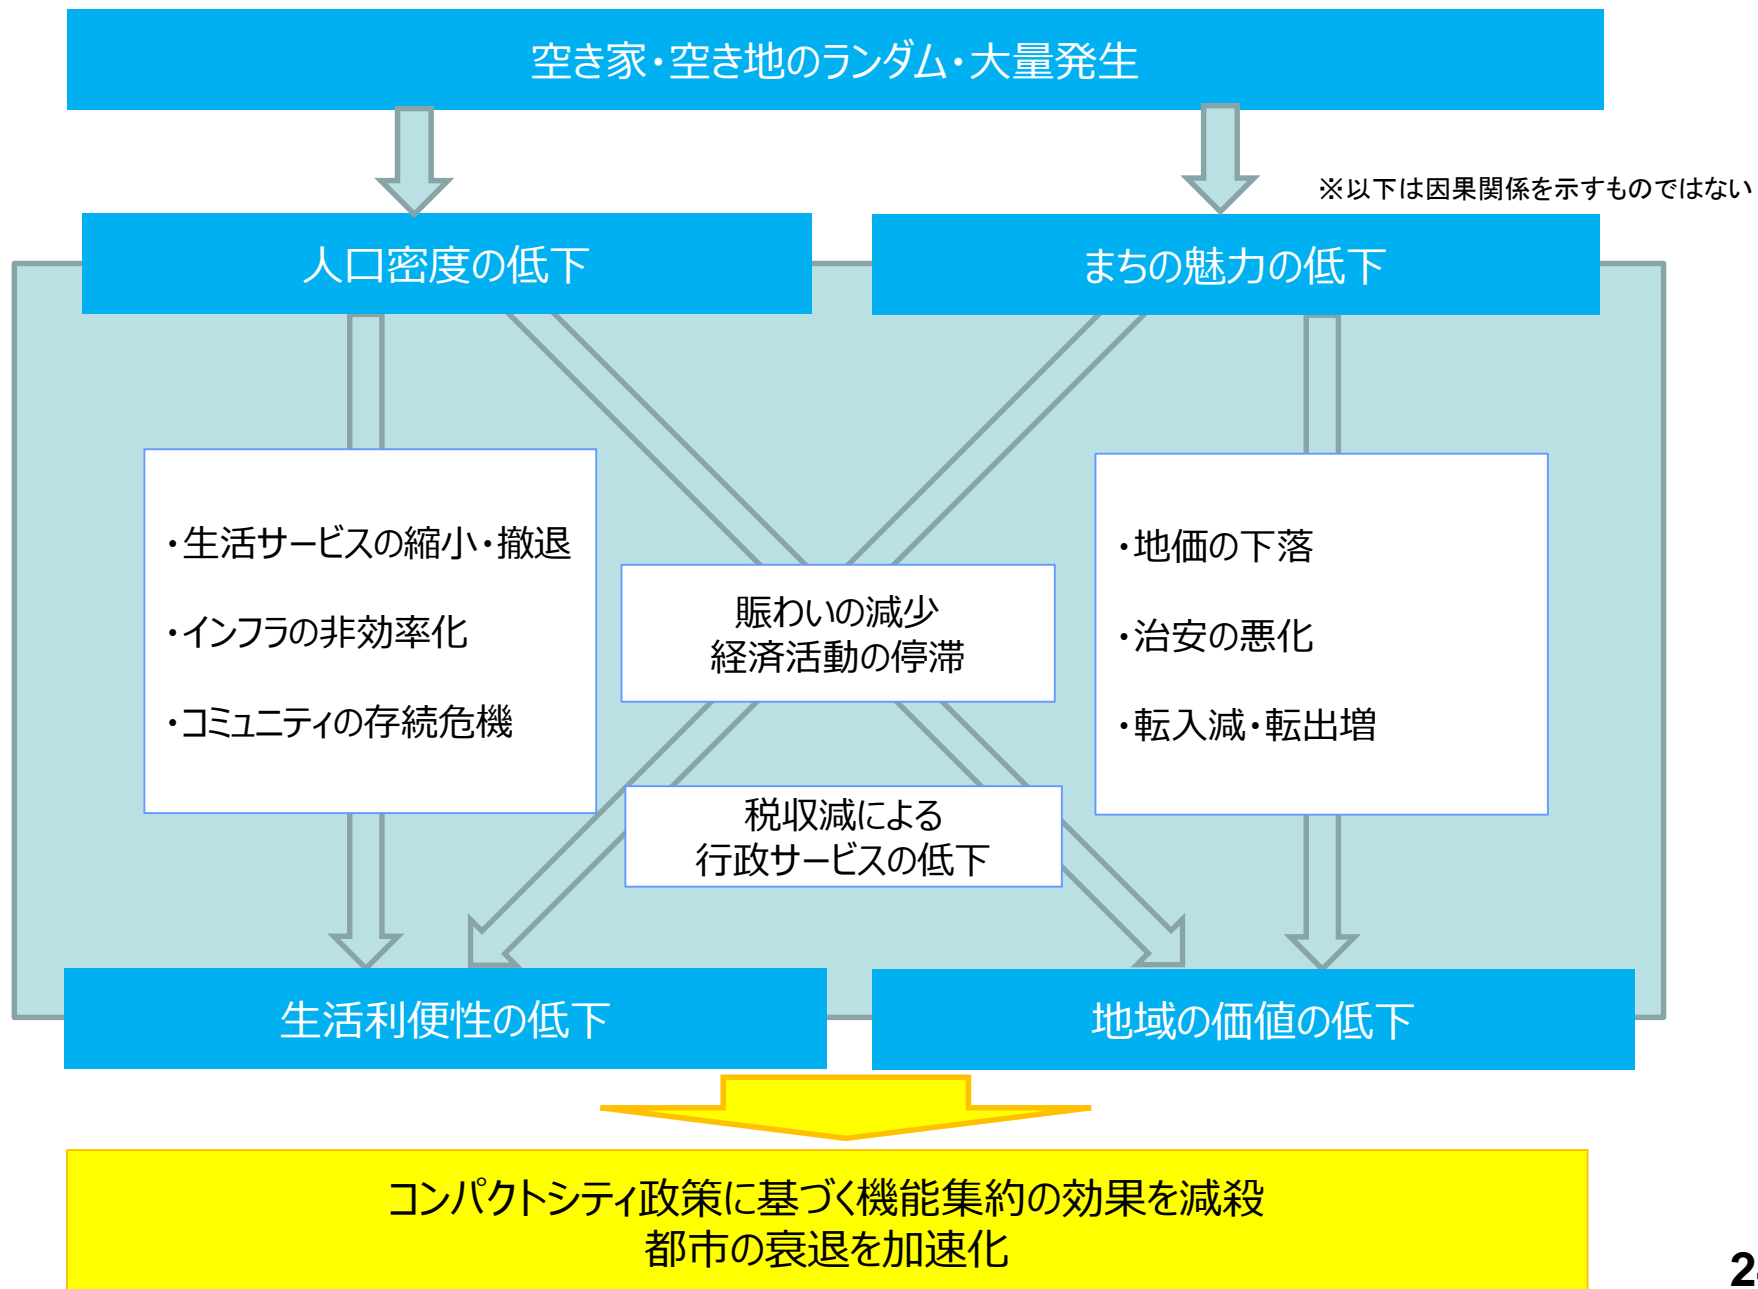 空き家・空き地のランダム・大量発生
※以下は因果関係を示すものではない
人口密度の低下
まちの魅力の低下
・生活サービスの縮小・撤退
・インフラの非効率化
・コミュニティの存続危機
賑わいの減少
経済活動の停滞
税収減による
行政サービスの低下
・地価の下落
・治安の悪化
・転入減・転出増
生活利便性の低下
地域の価値の低下
コンパクトシティ政策に基づく機能集約の効果を減殺
都市の衰退を加速化